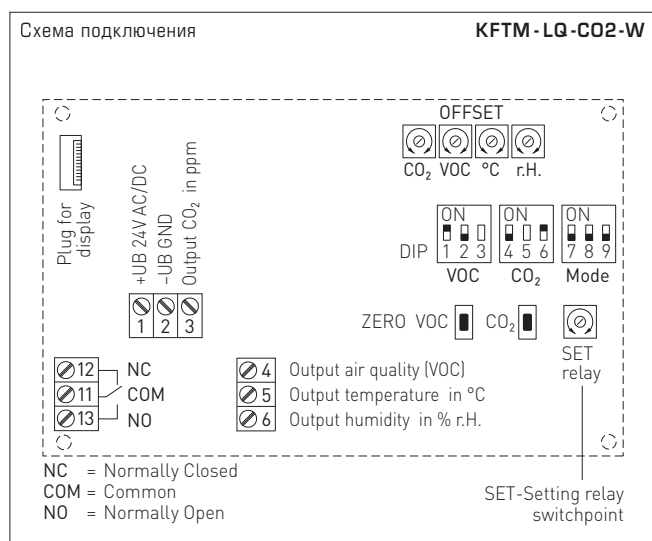 Схема подключения
KFTM-LQ-CO2-W
OFFSET
CO₂ VOC °C r.H.
Plug for
display
+UB 24V AC/DC
-UB GND
Output CO₂ in ppm
1 2 3
DIP
ON
1 2 3
VOC
ON
4 5 6
CO₂
ON
7 8 9
Mode
ZERO VOC CO₂
SET
relay
12 NC
11 COM
13 NO
4 Output air quality (VOC)
5 Output temperature in °C
6 Output humidity in % r.H.
NC = Normally Closed
COM = Common
NO = Normally Open
SET-Setting relay
switchpoint